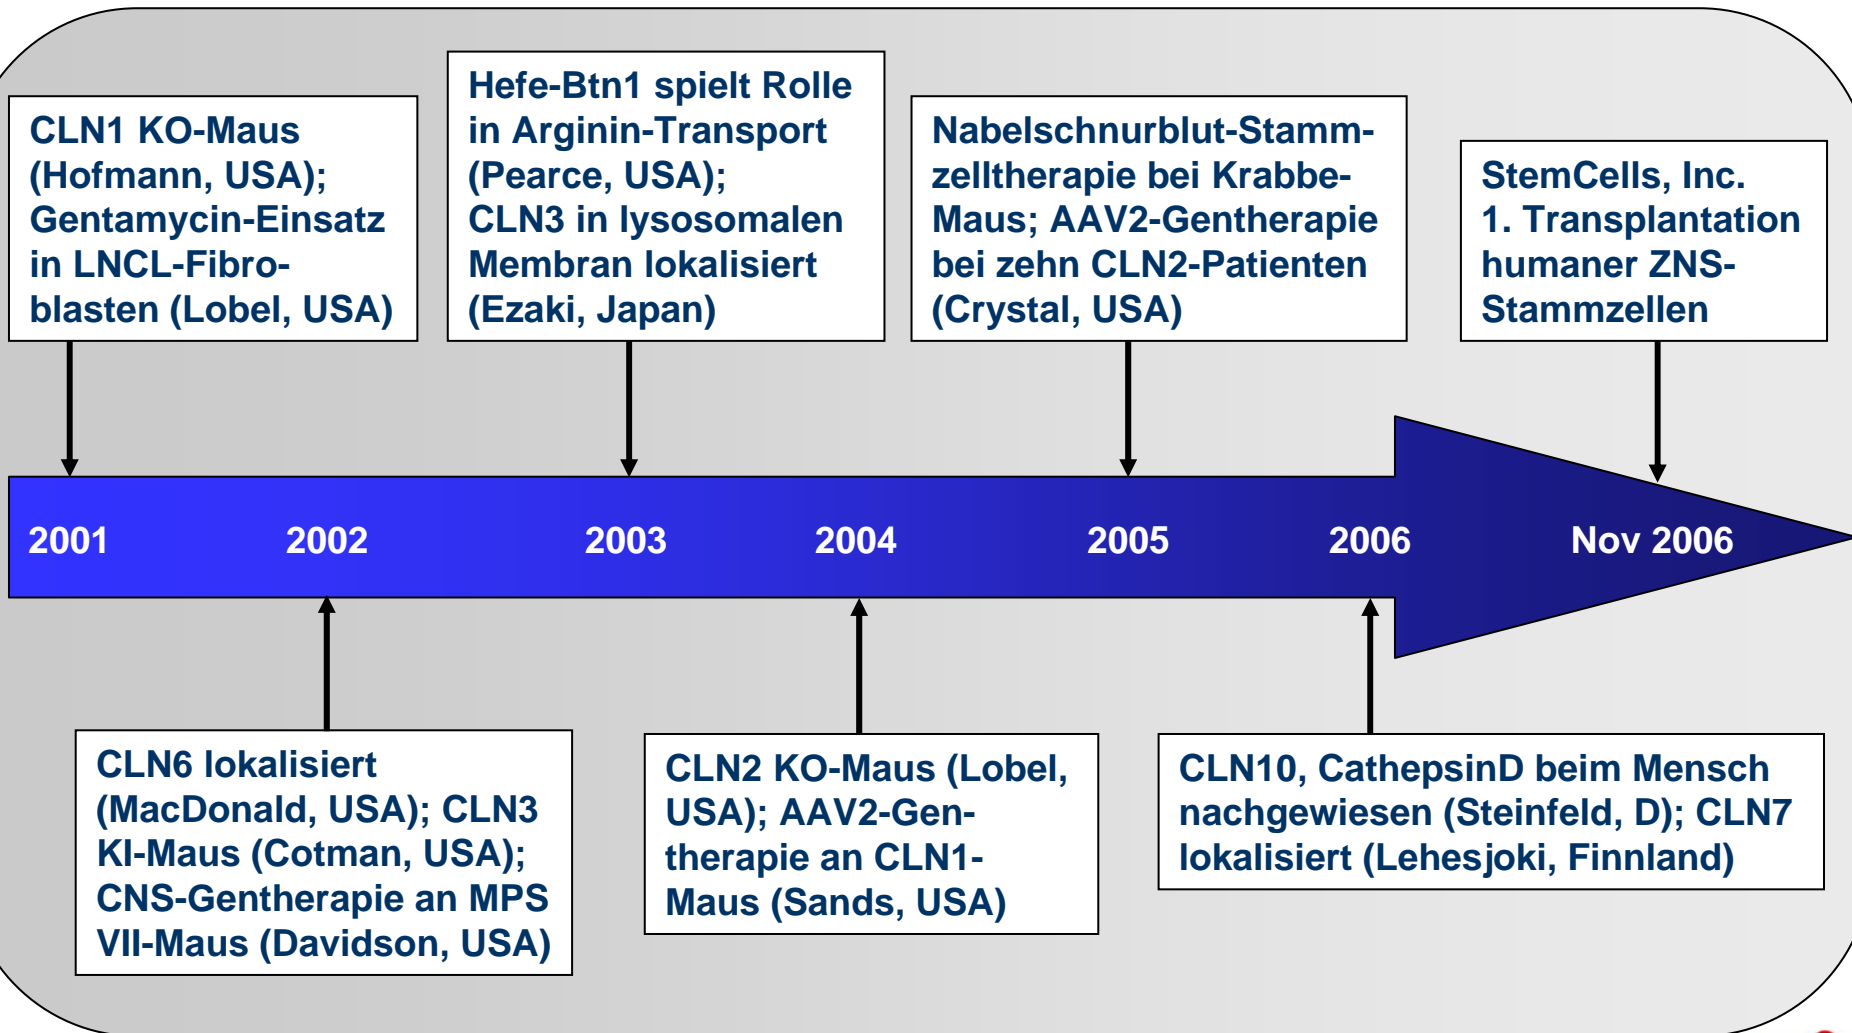 CLN1 KO-Maus
(Hofmann, USA);
Gentamycin-Einsatz
in LNCL-Fibro-
blasten (Lobel, USA)
Hefe-Btn1 spielt Rolle
in Arginin-Transport
(Pearce, USA);
CLN3 in lysosomalen
Membran lokalisiert
(Ezaki, Japan)
Nabelschnurblut-Stamm-
zelltherapie bei Krabbe-
Maus; AAV2-Gentherapie
bei zehn CLN2-Patienten
(Crystal, USA)
StemCells, Inc.
1. Transplantation
humaner ZNS-
Stammzellen
2001
2002
2003
2004
2005
2006
Nov 2006
CLN6 lokalisiert
(MacDonald, USA); CLN3
KI-Maus (Cotman, USA);
CNS-Gentherapie an MPS
VII-Maus (Davidson, USA)
CLN2 KO-Maus (Lobel,
USA); AAV2-Gen-
therapie an CLN1-
Maus (Sands, USA)
CLN10, CathepsinD beim Mensch
nachgewiesen (Steinfeld, D); CLN7
lokalisiert (Lehesjoki, Finnland)